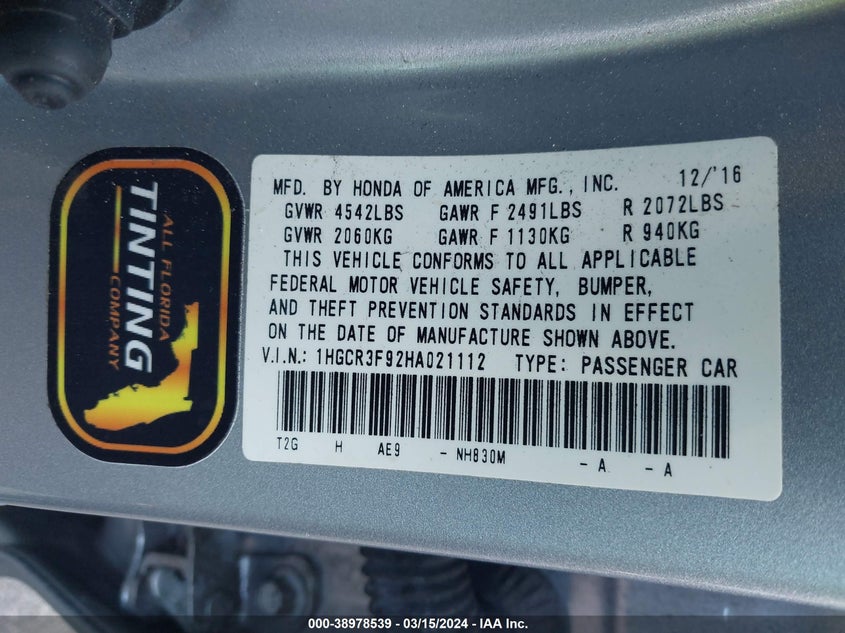 ALL FLORIDA
TINTING
COMPANY
MFD. BY HONDA OF AMERICA MFG., INC. 12/'16
GVWR 4542LBS GAWR F 2491LBS R 2072LBS
GVWR 2060KG GAWR F 1130KG R 940KG
THIS VEHICLE CONFORMS TO ALL APPLICABLE
FEDERAL MOTOR VEHICLE SAFETY, BUMPER,
AND THEFT PREVENTION STANDARDS IN EFFECT
ON THE DATE OF MANUFACTURE SHOWN ABOVE.
V.I.N.: 1HGCR3F92HA021112 TYPE: PASSENGER CAR
T2G H AE9 - NH830M - A - A
000-38978539 - 03/15/2024 - IAA Inc.